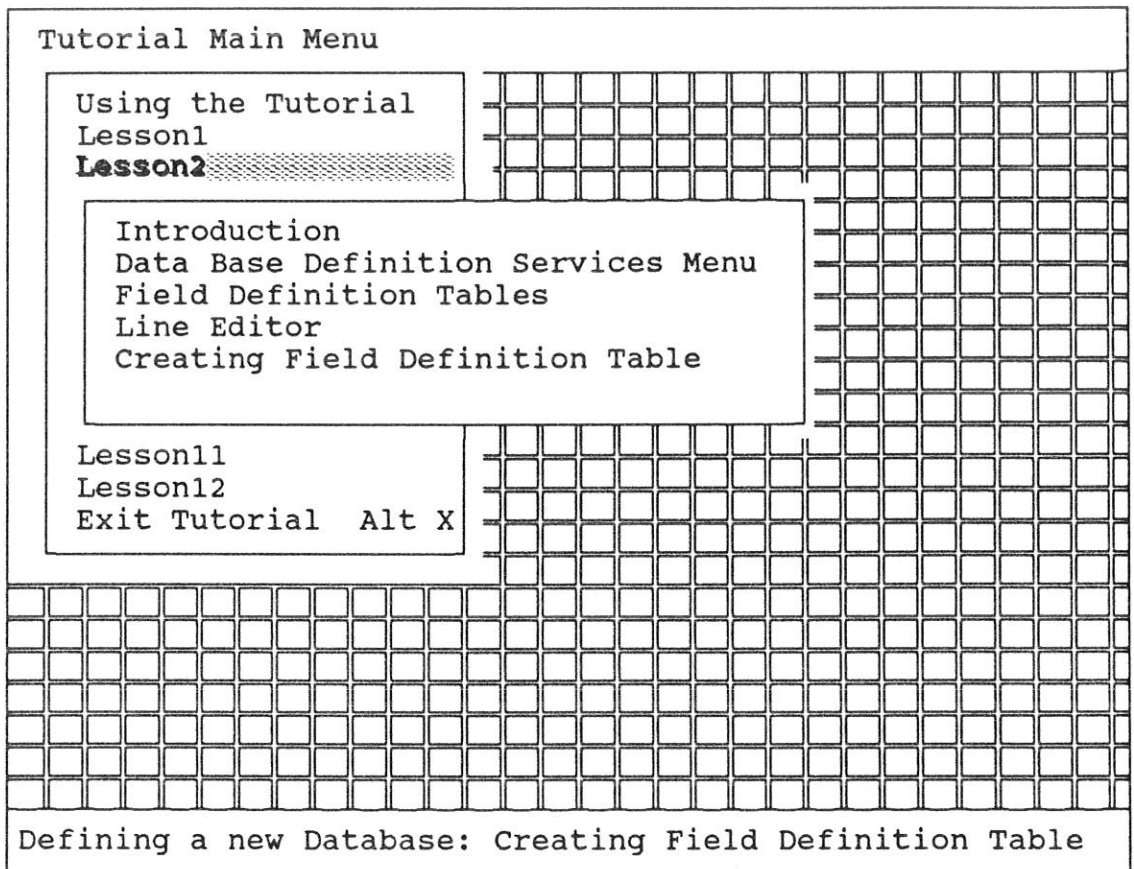 Tutorial Main Menu
Using the Tutorial
Lesson1
Lesson2
Introduction
Data Base Definition Services Menu
Field Definition Tables
Line Editor
Creating Field Definition Table
Lesson11
Lesson12
Exit Tutorial Alt X
Defining a new Database: Creating Field Definition Table